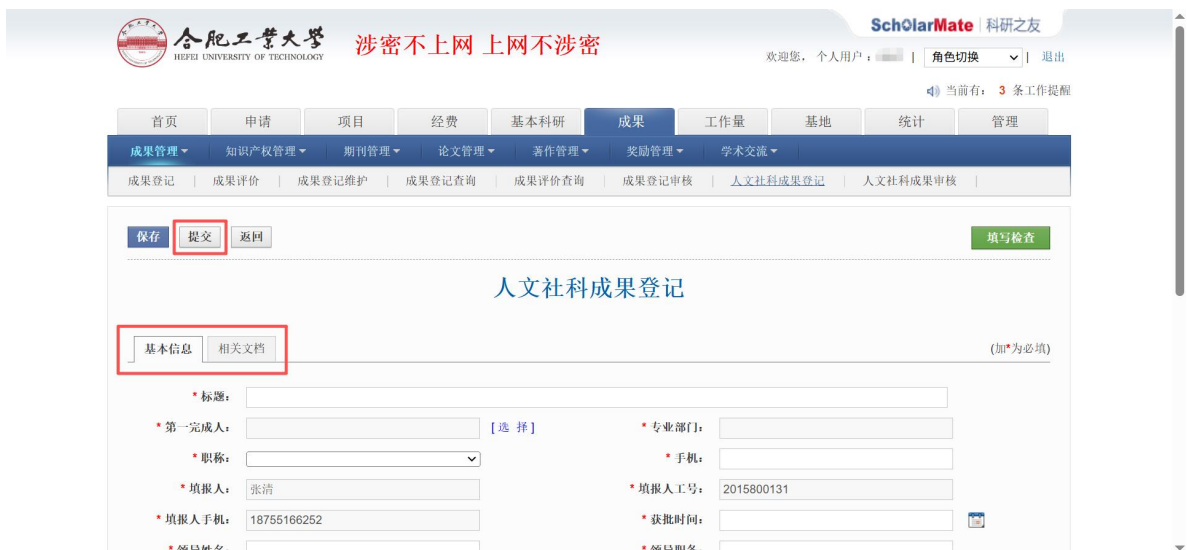 合肥工业大学
HEFEI UNIVERSITY OF TECHNOLOGY
涉密不上网 上网不涉密
ScholarMate 科研之友
欢迎您， 个人用户： | 角色切换 | 退出
当前有： 3 条工作提醒
首页 申请 项目 经费 基本科研 成果 工作量 基地 统计 管理
成果管理 知识产权管理 期刊管理 论文管理 著作管理 奖励管理 学术交流
成果登记 | 成果评价 | 成果登记维护 | 成果登记查询 | 成果评价查询 | 成果登记审核 | 人文社科成果登记 | 人文社科成果审核 |
保存 提交 返回 填写检查
人文社科成果登记
基本信息 相关文档 (加*为必填)
* 标题：
* 第一完成人： [选 择] * 专业部门：
* 职称： * 手机：
* 填报人： 张清 * 填报人工号： 2015800131
* 填报人手机： 18755166252 * 获批时间：
* 领导姓名： * 领导职务：